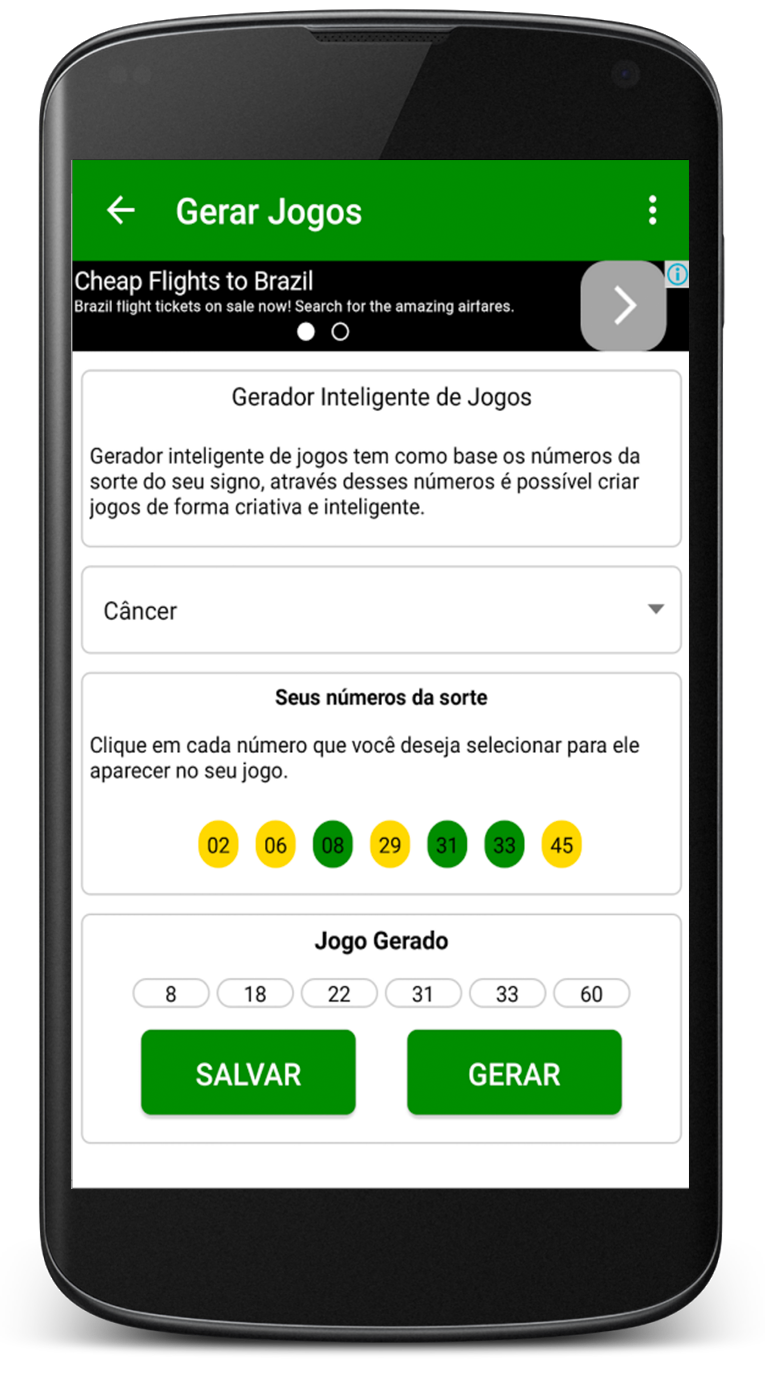 Gerar Jogos
Cheap Flights to Brazil
Brazil flight tickets on sale now! Search for the amazing airfares.
Gerador Inteligente de Jogos
Gerador inteligente de jogos tem como base os números da
sorte do seu signo, através desses números é possível criar
jogos de forma criativa e inteligente.
Câncer
Seus números da sorte
Clique em cada número que você deseja selecionar para ele
aparecer no seu jogo.
02 06 08 29 31 33 45
Jogo Gerado
8 18 22 31 33 60
SALVAR GERAR